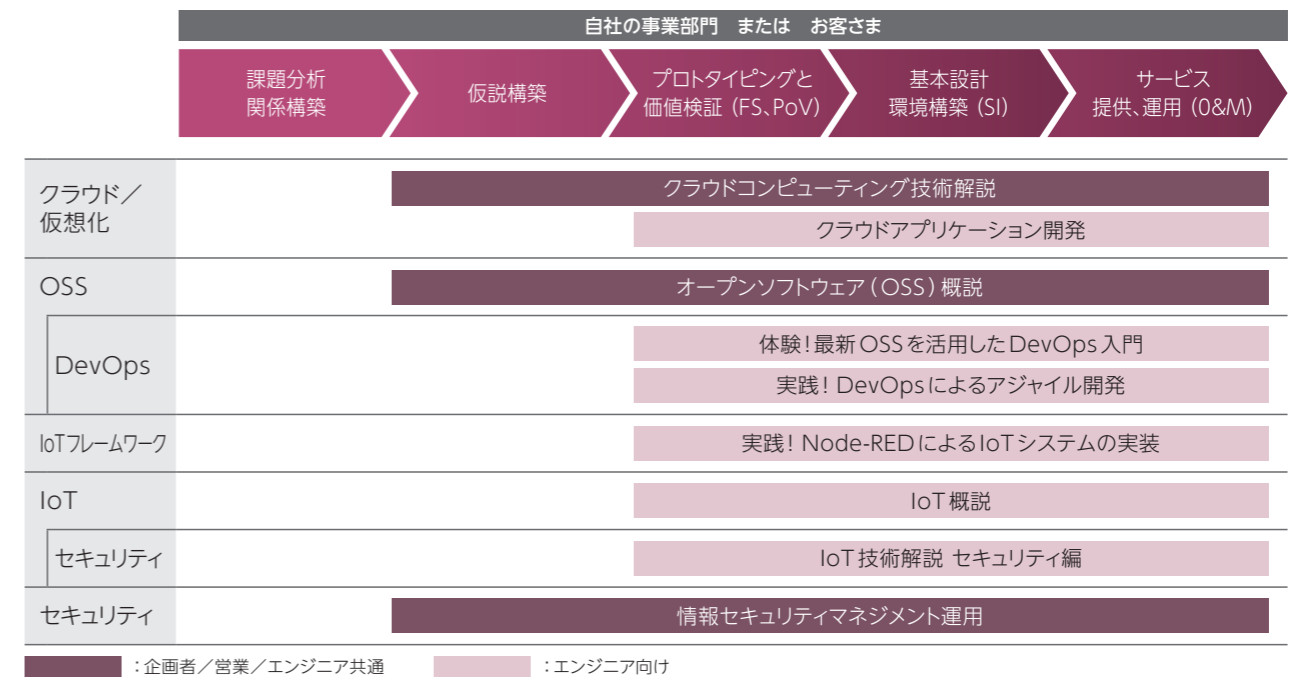 自社の事業部門　または　お客さま
課題分析
関係構築
仮説構築
プロトタイピングと
価値検証（FS、PoV）
基本設計
環境構築（SI）
サービス
提供、運用（O&M）
クラウド／
仮想化
クラウドコンピューティング技術解説
クラウドアプリケーション開発
OSS
オープンソフトウェア（OSS）概説
DevOps
体験！最新OSSを活用したDevOps入門
実践！DevOpsによるアジャイル開発
IoTフレームワーク
実践！Node-REDによるIoTシステムの実装
IoT
IoT概説
セキュリティ
IoT技術解説 セキュリティ編
セキュリティ
情報セキュリティマネジメント運用
：企画者／営業／エンジニア共通
：エンジニア向け